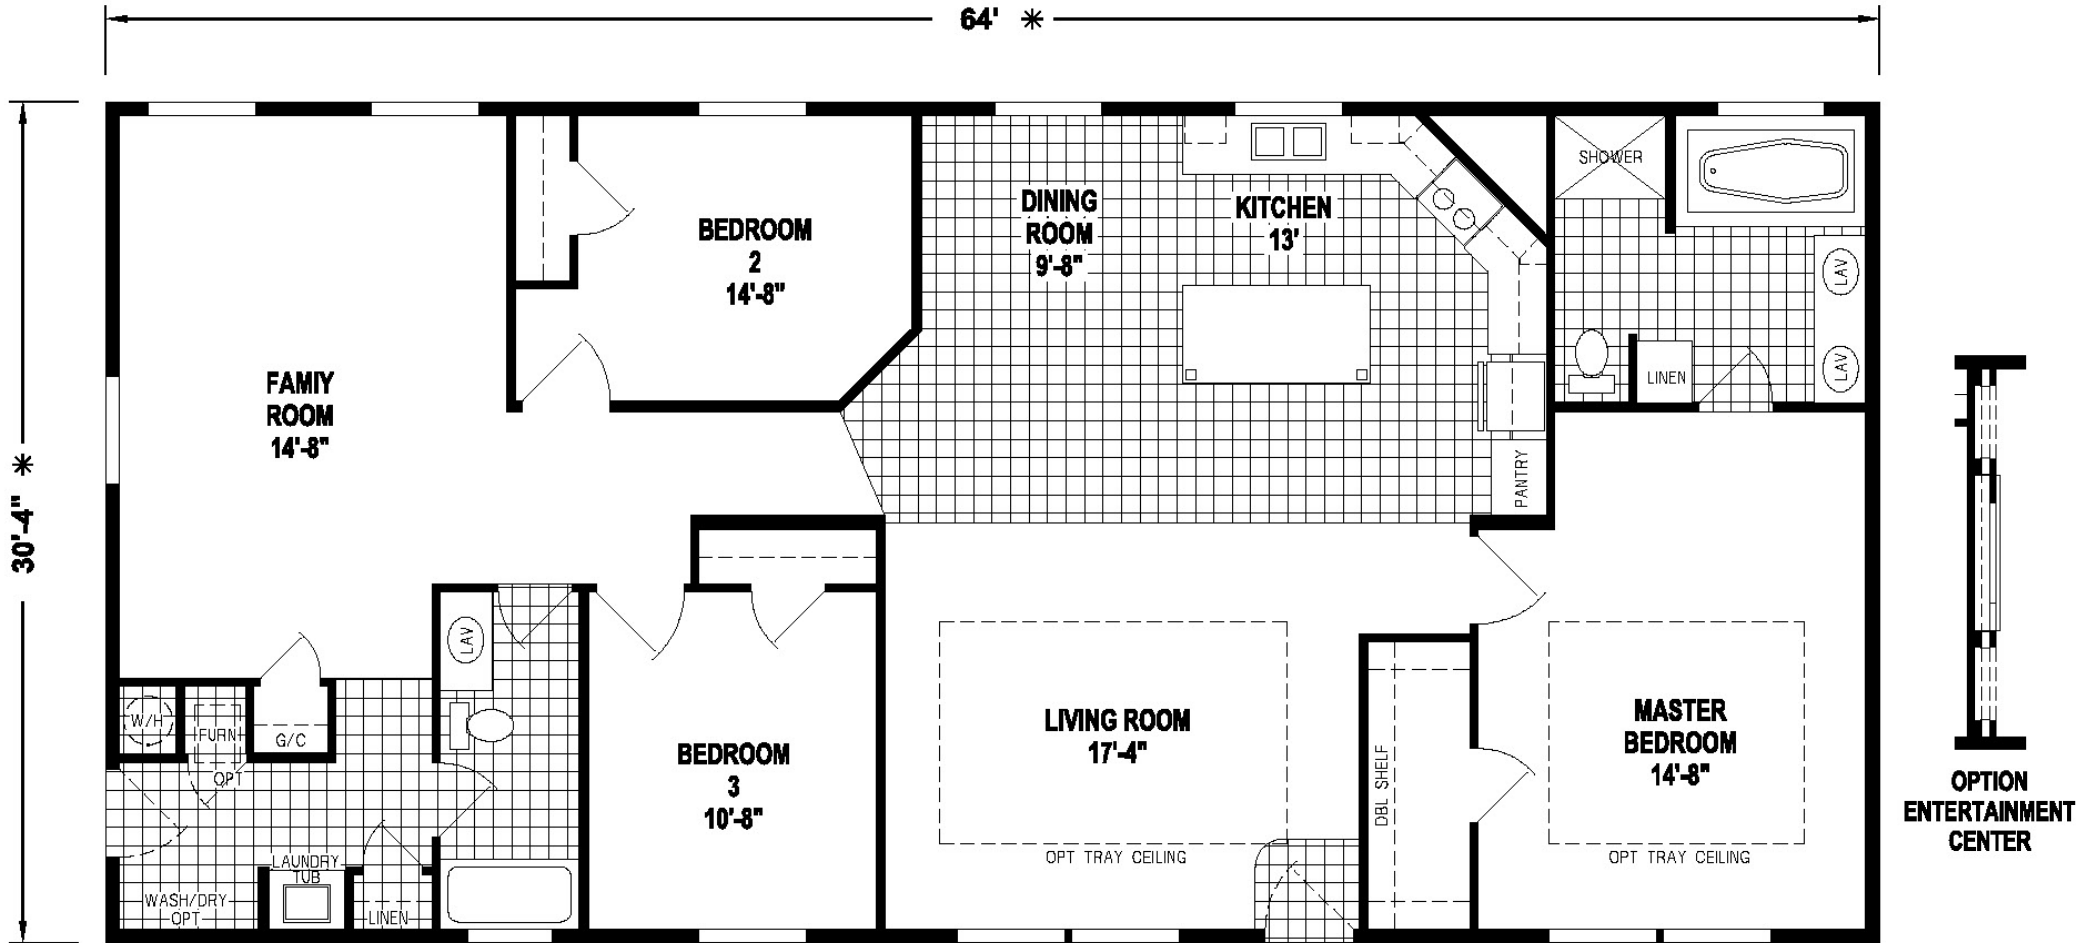 64' ✳
30'-4" ✳
FAMIY
ROOM
14'-8"
BEDROOM
2
14'-8"
DINING
ROOM
9'-8"
KITCHEN
13'
SHOWER
LAV
LAV
LINEN
PANTRY
LAV
W/H
FURN
G/C
OPT
LAUNDRY
TUB
WASH/DRY
OPT
LINEN
BEDROOM
3
10'-8"
LIVING ROOM
17'-4"
OPT TRAY CEILING
DBL SHELF
MASTER
BEDROOM
14'-8"
OPT TRAY CEILING
OPTION
ENTERTAINMENT
CENTER